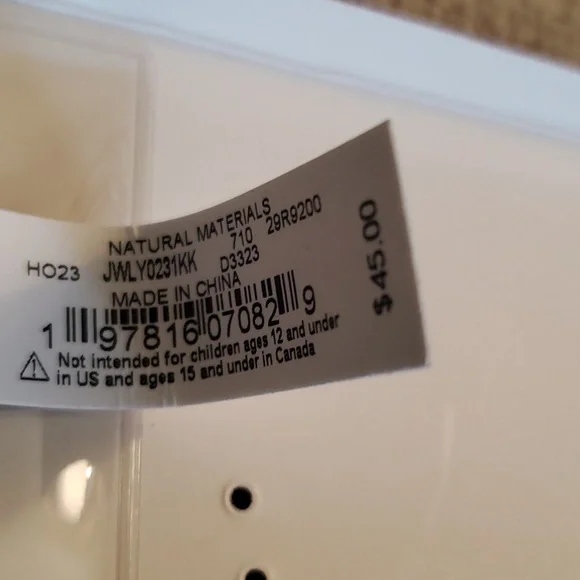 NATURAL MATERIALS
710 29R9200
HO23 JWLY0231KK D3323
MADE IN CHINA
1 97816 07082 9
⚠ Not intended for children ages 12 and under
in US and ages 15 and under in Canada
$45.00